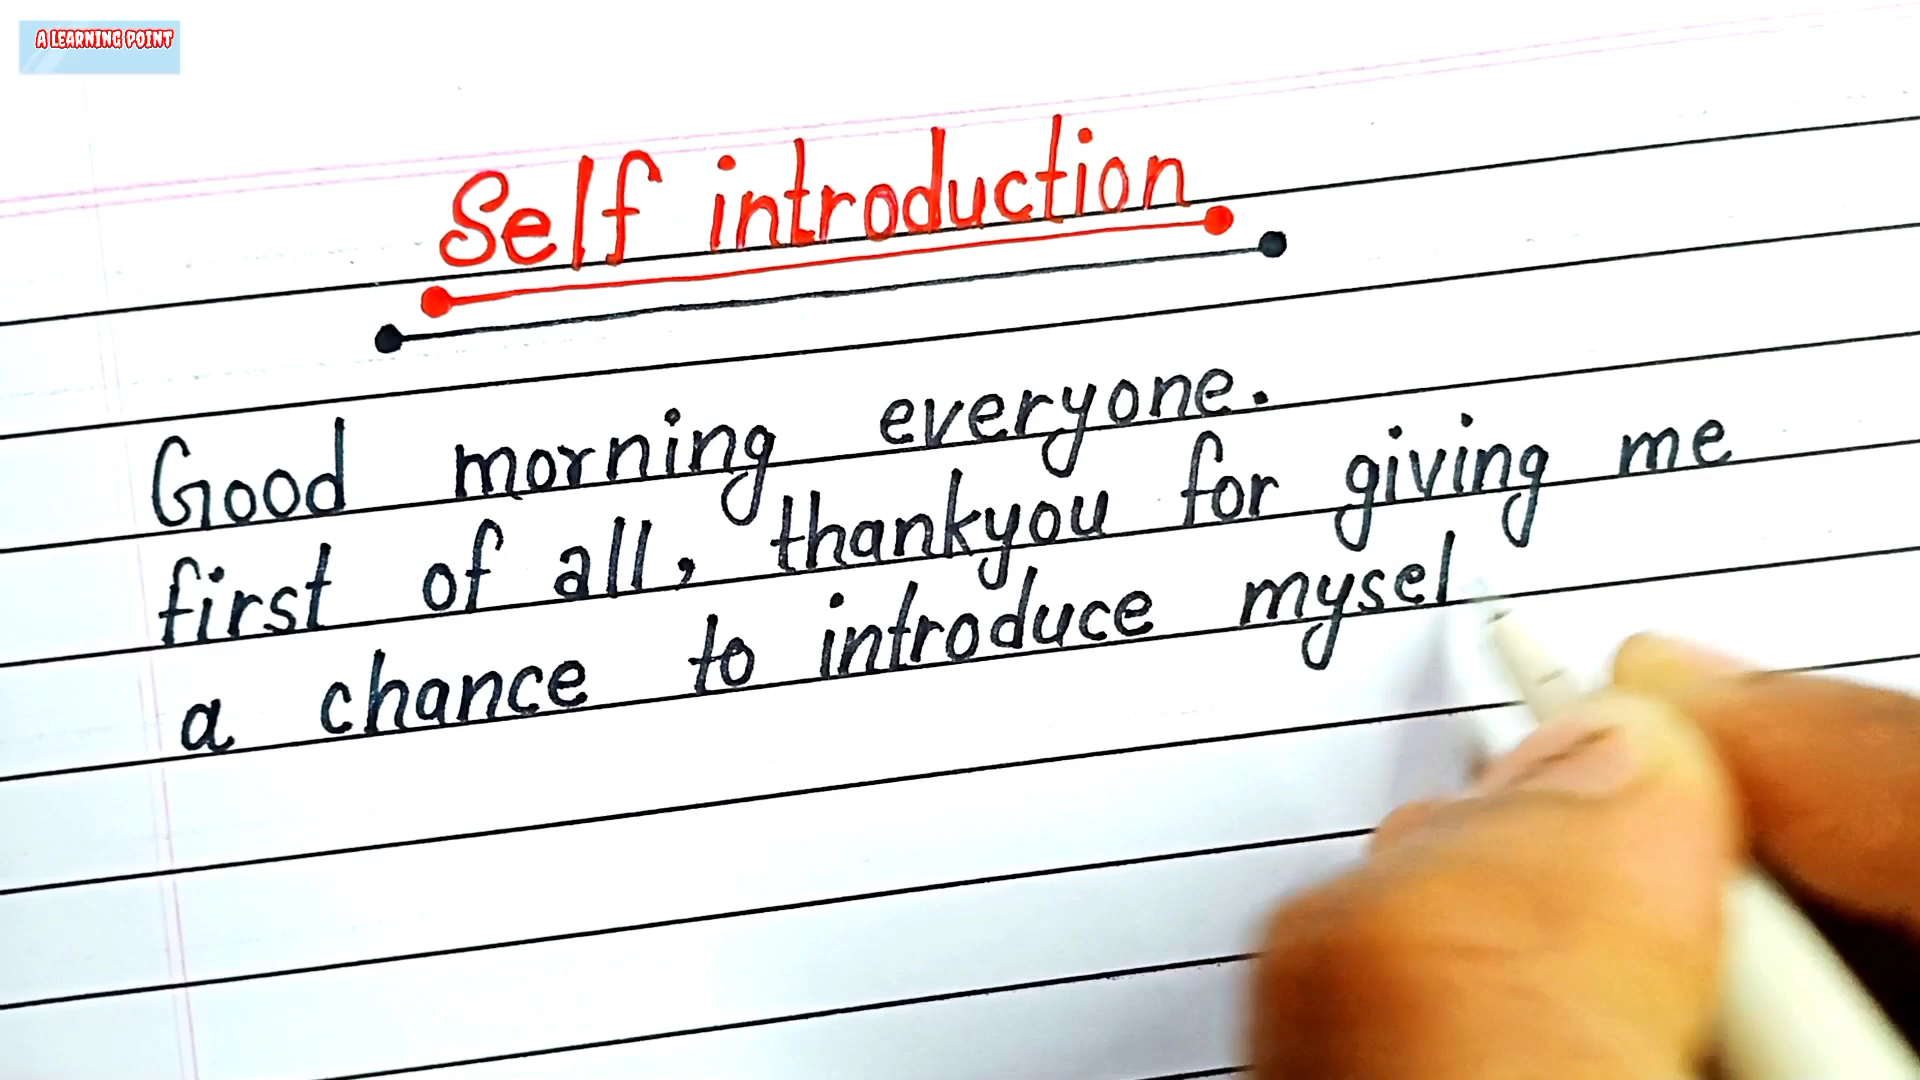 A LEARNING POINT
Self introduction
Good morning everyone.
first of all, thankyou for giving me
a chance to introduce mysel